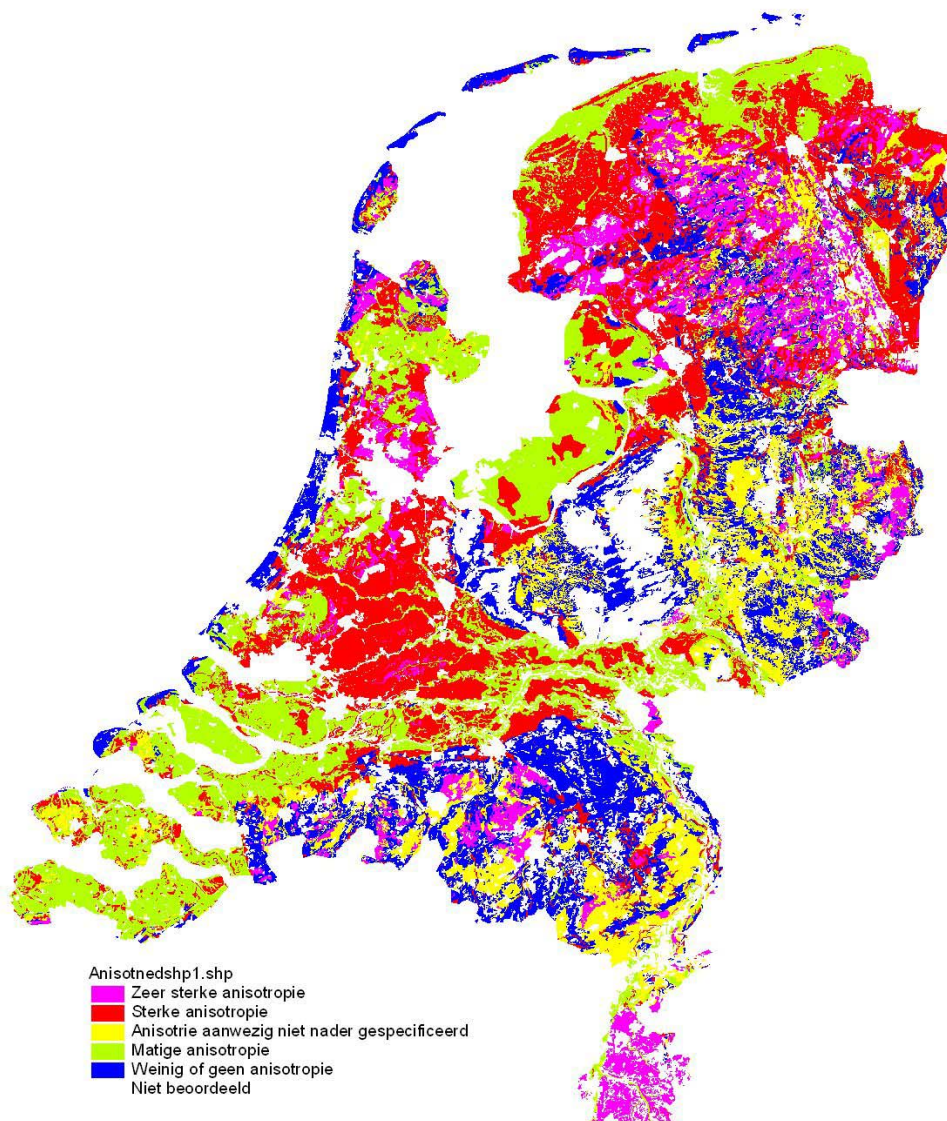 Anisotnedshp1.shp
Zeer sterke anisotropie
Sterke anisotropie
Anisotrie aanwezig niet nader gespecificeerd
Matige anisotropie
Weinig of geen anisotropie
Niet beoordeeld